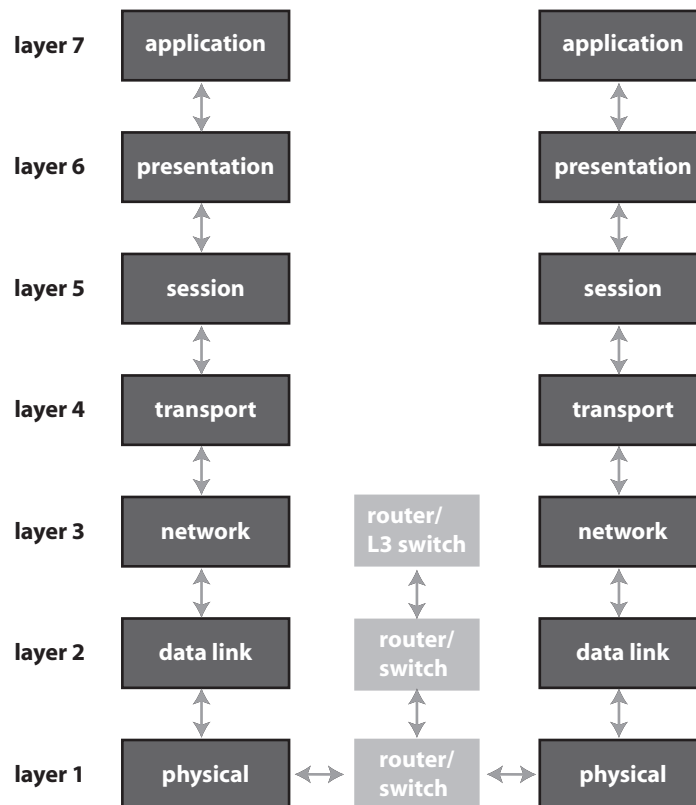 layer 7
application
application
layer 6
presentation
presentation
layer 5
session
session
layer 4
transport
transport
layer 3
network
router/
L3 switch
network
layer 2
data link
router/
switch
data link
layer 1
physical
router/
switch
physical